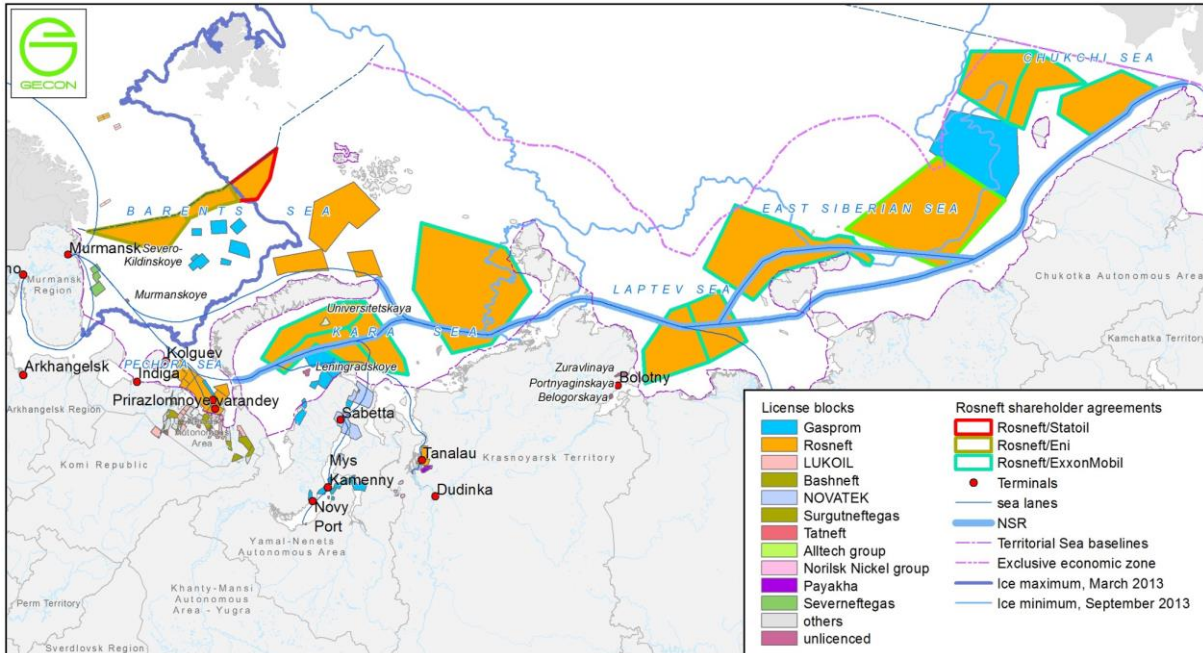 GECON
CHUKCHI SEA
BARENTS SEA
EAST SIBERIAN SEA
Murmansk
Severo-
Kildinskoye
Murmansk
Region
Murmanskoye
Chukotka Autonomous Area
LAPTEV SEA
Universitetskaya
KARA SEA
Kolguev
PECHORA SEA
Kamchatka Territory
Arkhangelsk
Indiga
Leningradskoye
Zuravlinaya
Portnyaginskaya
Belogorskaya
Bolotny
Prirazlomnoye
Varandey
Arkhangelsk Region
Autonomous
Area
Sabetta
Komi Republic
Krasnoyarsk Territory
Tanalau
Mys
Kamenny
Dudinka
Novy
Port
Yamal-Nenets
Autonomous Area
Khanty-Mansi
Autonomous
Area - Yugra
Perm Territory
Sverdlovsk Region
License blocks
Gasprom
Rosneft
LUKOIL
Bashneft
NOVATEK
Surgutneftegas
Tatneft
Alltech group
Norilsk Nickel group
Payakha
Severneftegas
others
unlicenced
Rosneft shareholder agreements
Rosneft/Statoil
Rosneft/Eni
Rosneft/ExxonMobil
Terminals
sea lanes
NSR
Territorial Sea baselines
Exclusive economic zone
Ice maximum, March 2013
Ice minimum, September 2013